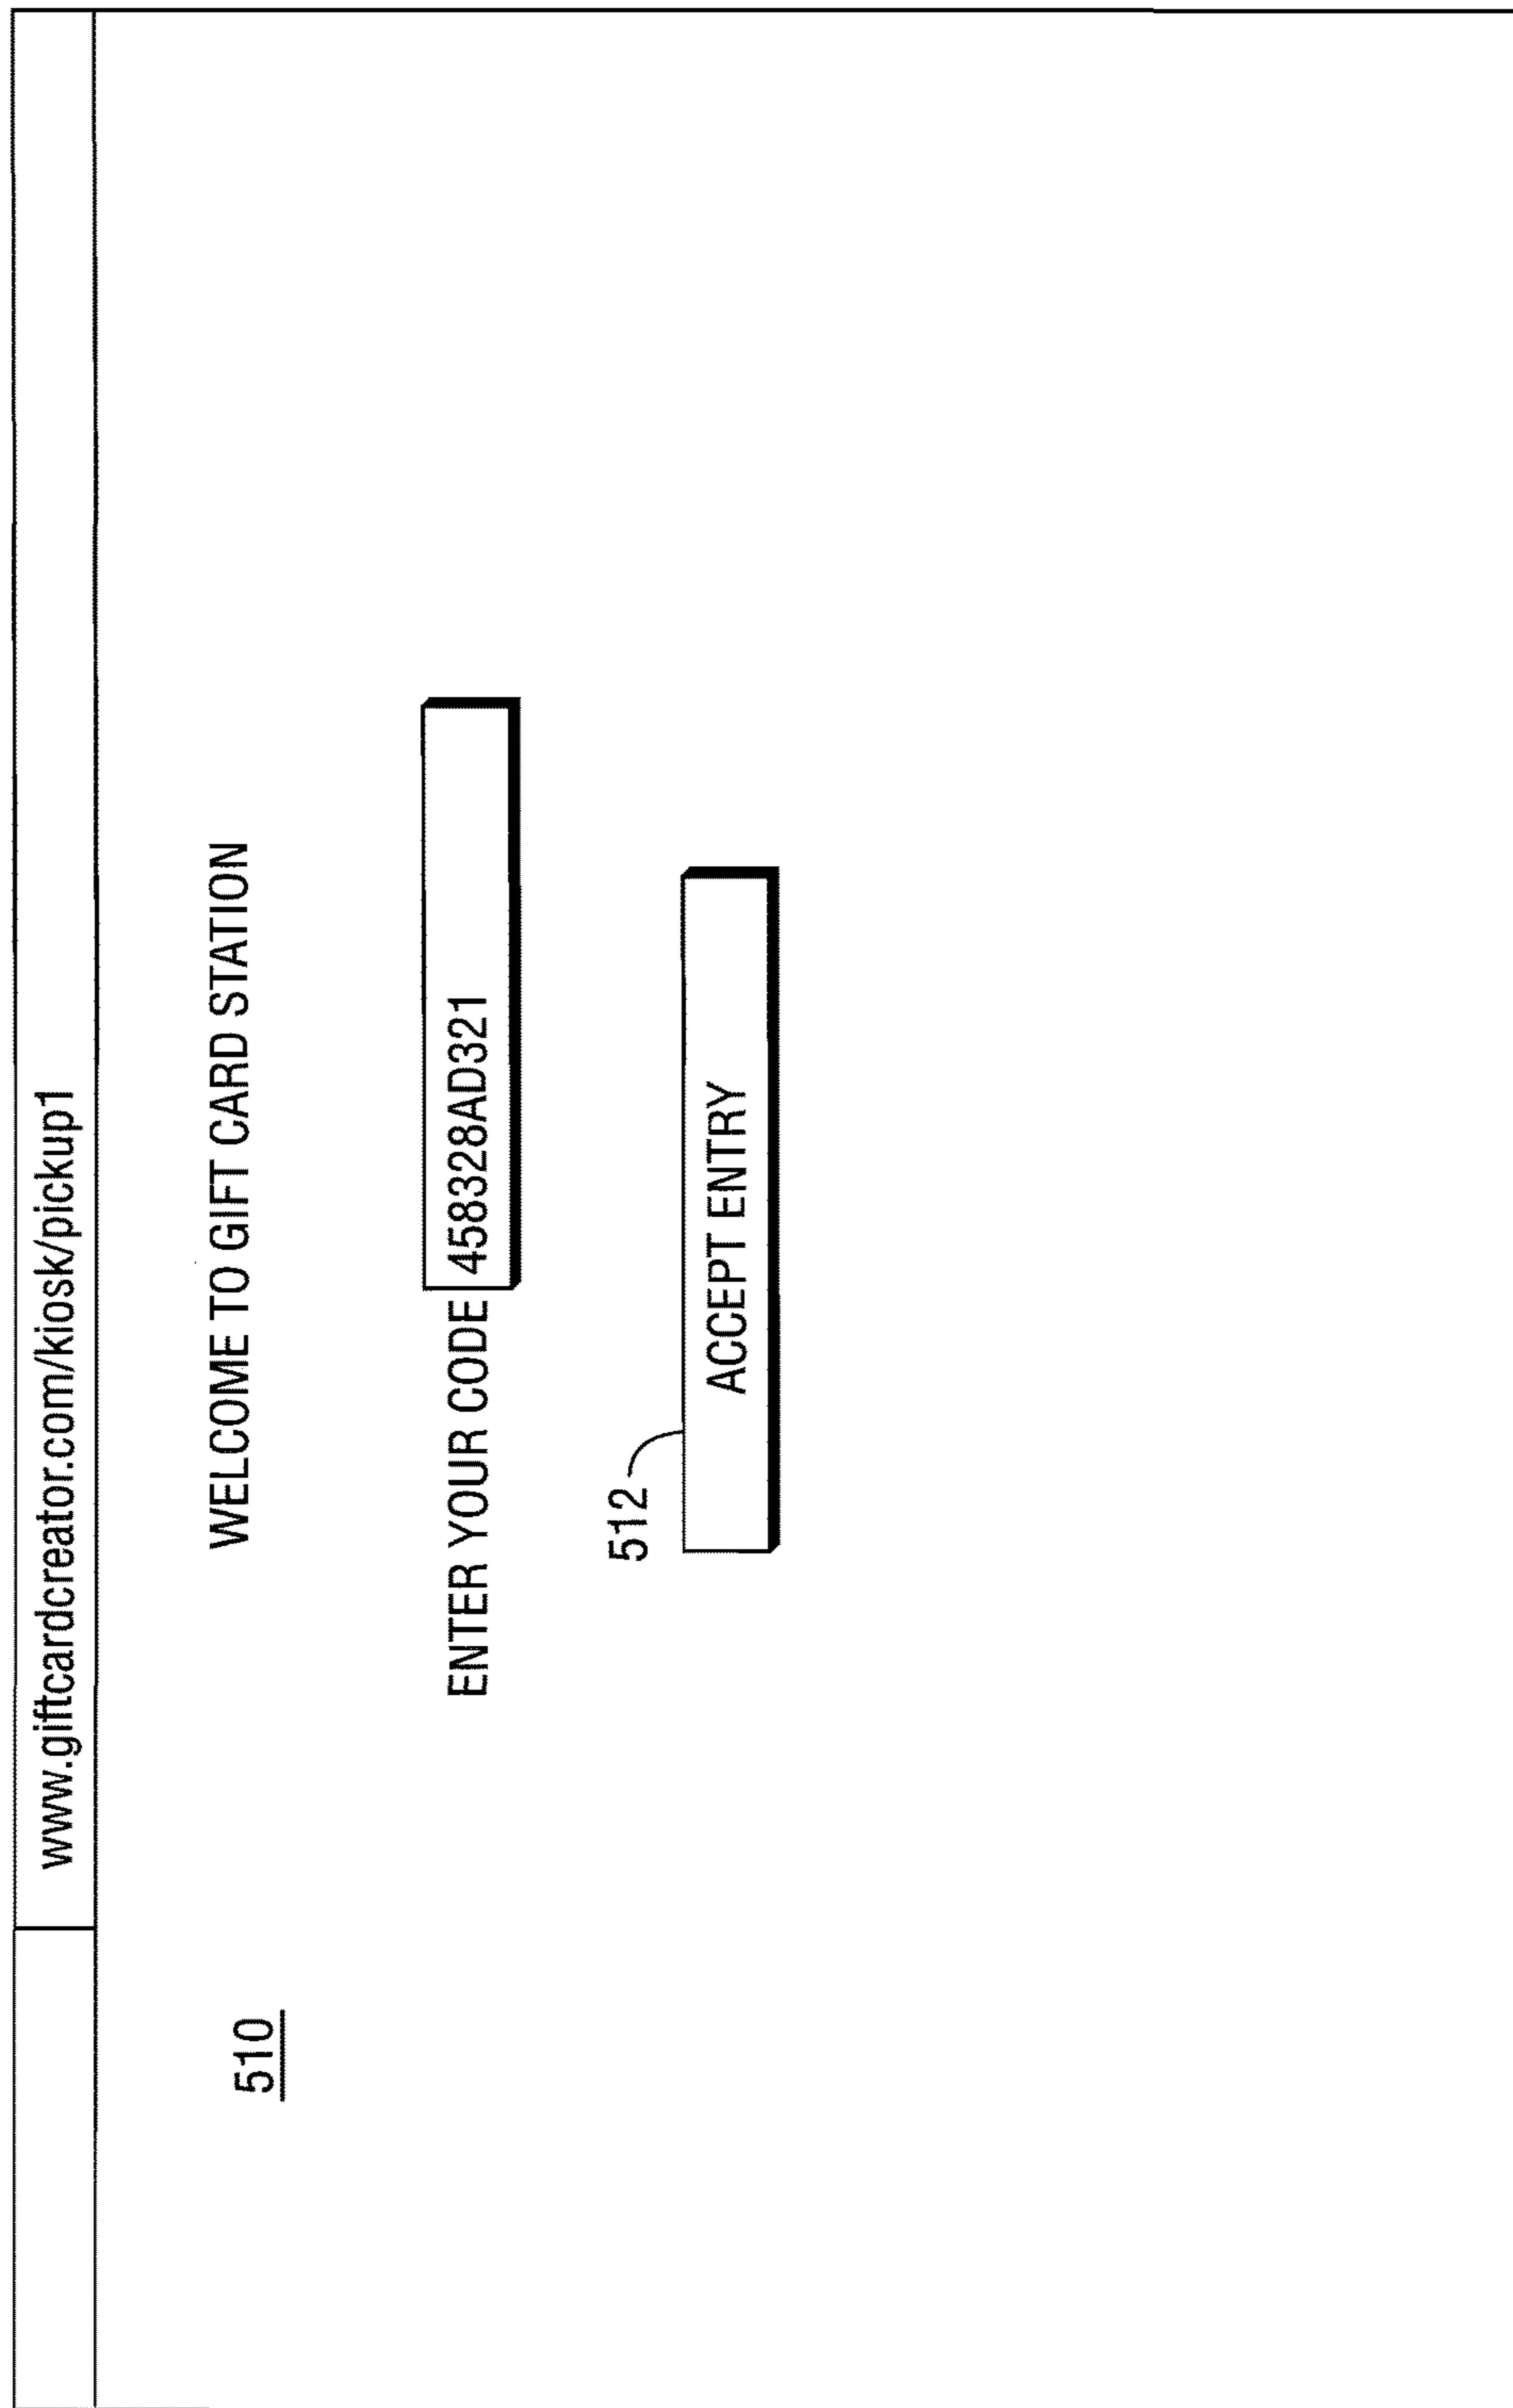 www.giftcardcreator.com/kiosk/pickup1
510
WELCOME TO GIFT CARD STATION
ENTER YOUR CODE 458328AD321
512
ACCEPT ENTRY